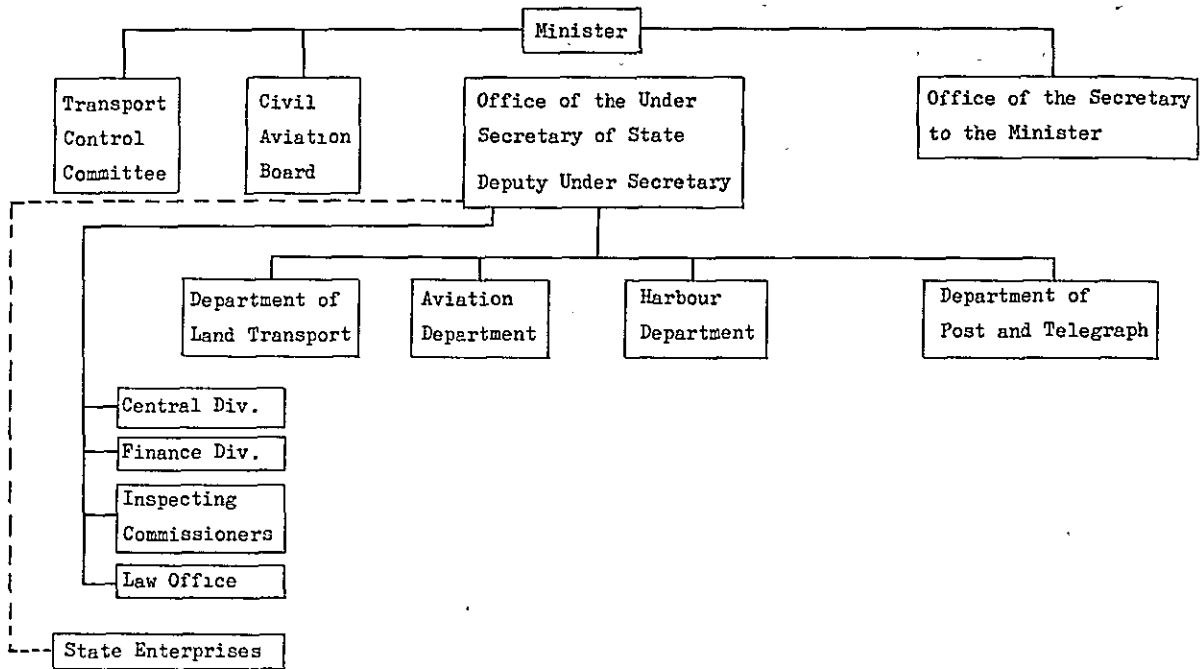 Minister
Transport
Control
Committee
Civil
Aviation
Board
Office of the Under
Secretary of State
Deputy Under Secretary
Office of the Secretary
to the Minister
Department of
Land Transport
Aviation
Department
Harbour
Department
Department of
Post and Telegraph
Central Div.
Finance Div.
Inspecting
Commissioners
Law Office
State Enterprises